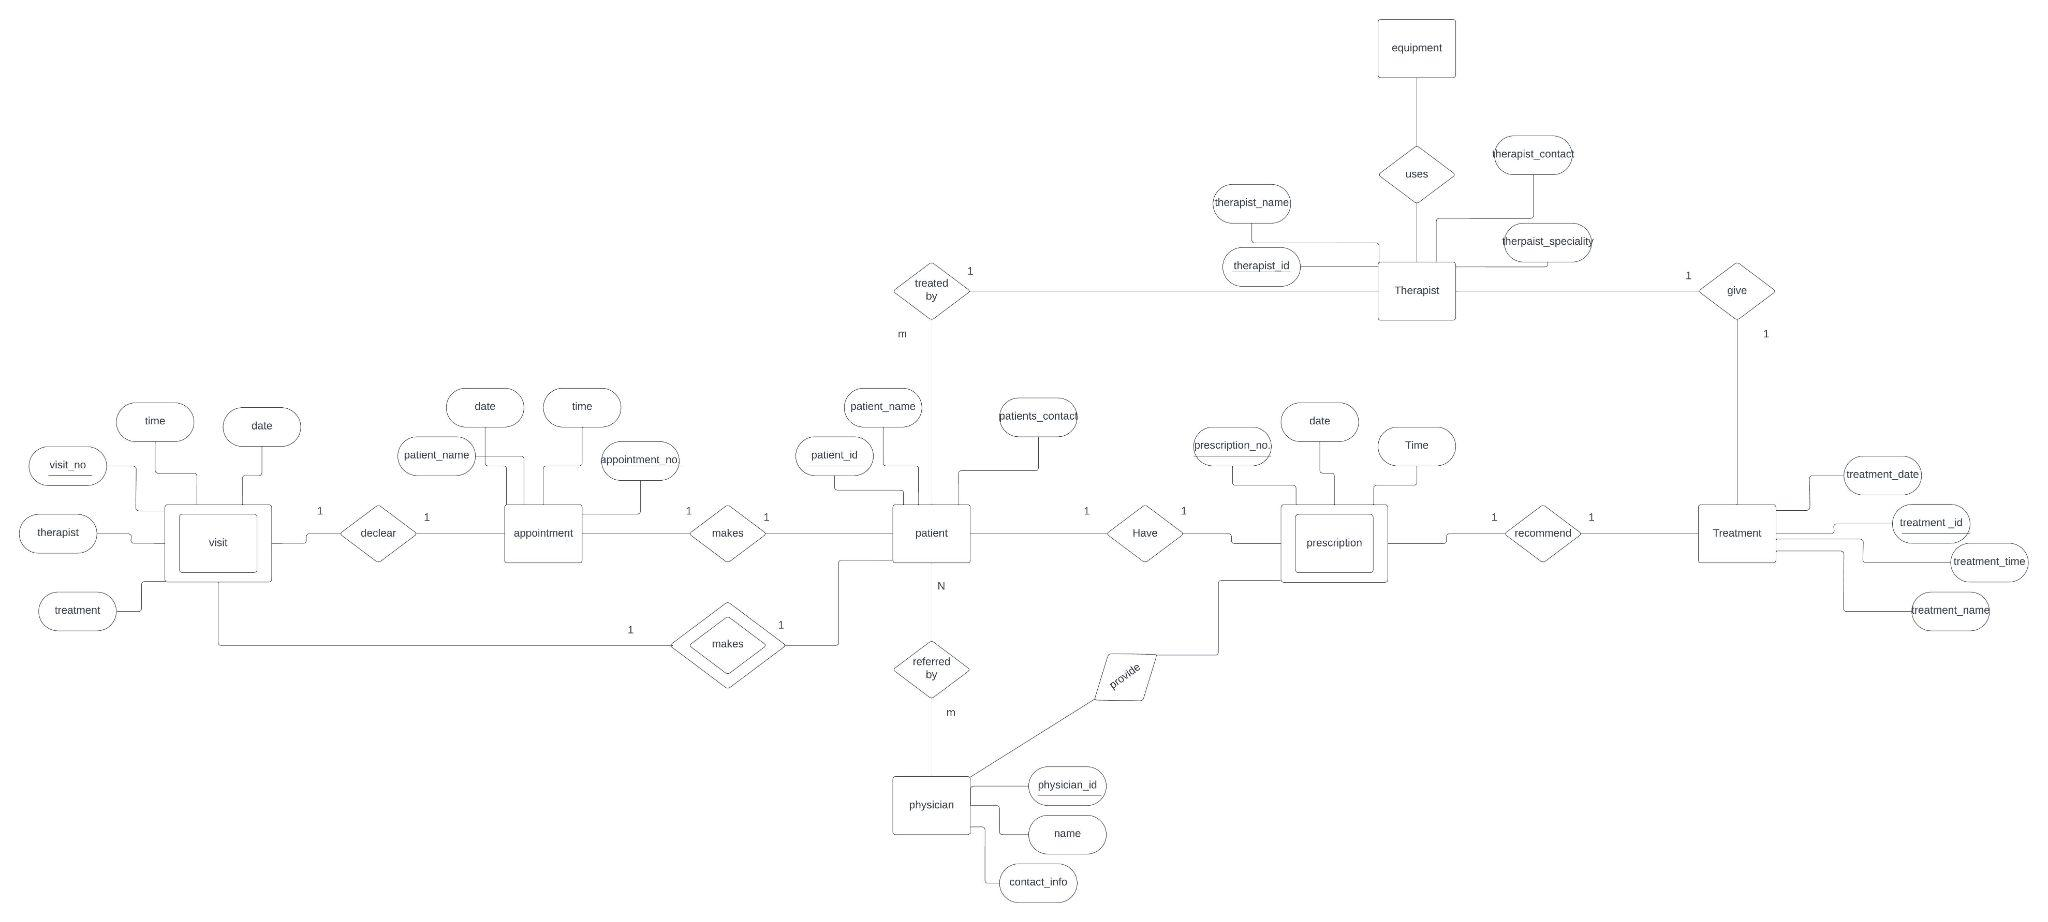 equipment
therapist_contact
uses
therapist_name
therpaist_speciality
therapist_id
treated
by
1
Therapist
1
give
m
1
date
time
patient_name
patients_contact
time
date
date
Time
patient_name
appointment_no.
patient_id
prescription_no.
visit_no
treatment_date
1
1
1
1
1
1
1
1
treatment _id
therapist
visit
declear
appointment
makes
patient
Have
prescription
recommend
Treatment
treatment_time
N
treatment
treatment_name
1
1
makes
referred
by
provide
m
physician_id
physician
name
contact_info